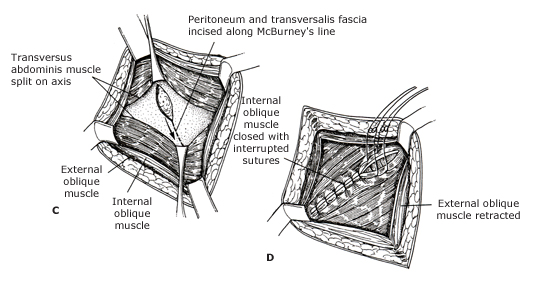 Peritoneum and transversalis fascia
incised along McBurney's line
Transversus
abdominis muscle
split on axis
External
oblique
muscle
Internal
oblique
muscle
C
Internal
oblique
muscle
closed with
interrupted
sutures
External oblique
muscle retracted
D